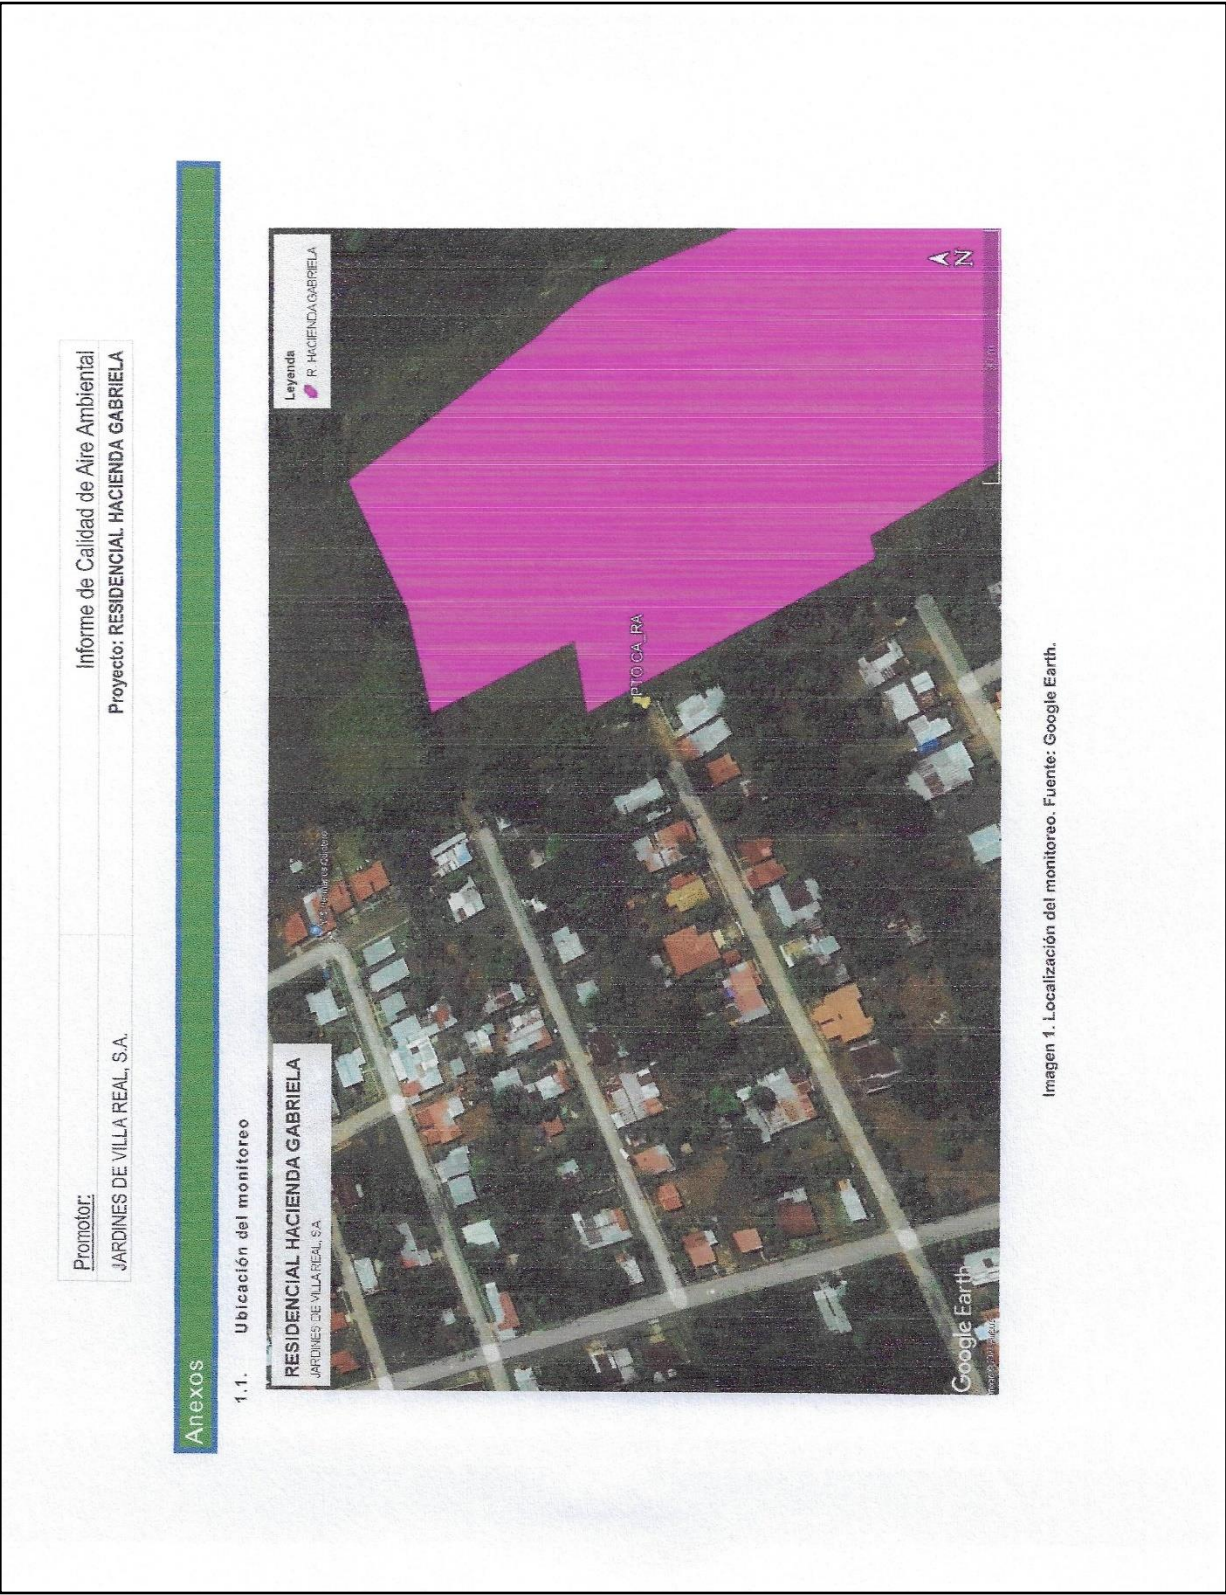 Promotor:
Informe de Calidad de Aire Ambiental
JARDINES DE VILLA REAL, S.A.
Proyecto: RESIDENCIAL HACIENDA GABRIELA
Anexos
1.1. Ubicación del monitoreo
RESIDENCIAL HACIENDA GABRIELA
JARDINES DE VILLA REAL, S.A
Leyenda
R. HACIENDA GABRIELA
PTO CA_RA
N
Google Earth
Imagen 1. Localización del monitoreo. Fuente: Google Earth.